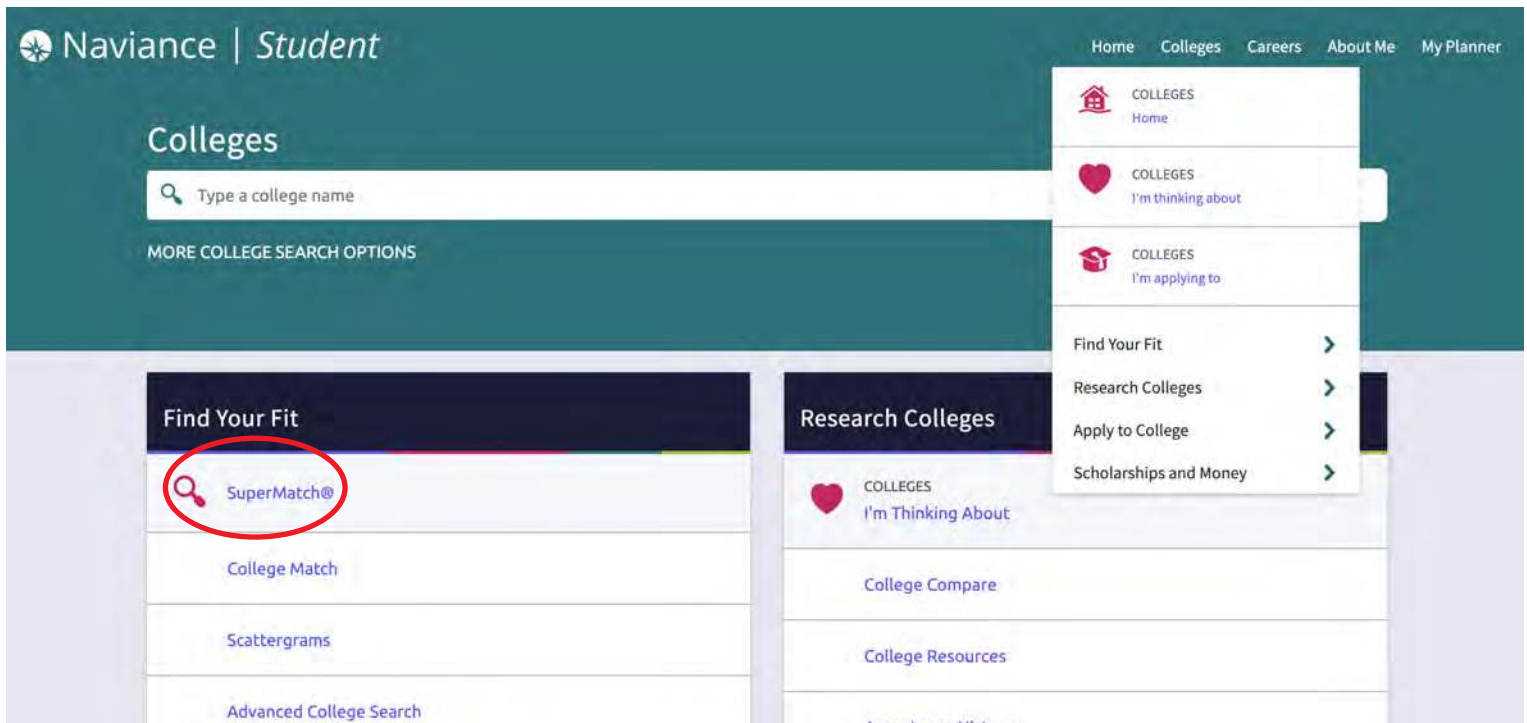 Naviance | Student
Home Colleges Careers About Me My Planner
COLLEGES
Home
COLLEGES
I'm thinking about
COLLEGES
I'm applying to
Find Your Fit
Research Colleges
Apply to College
Scholarships and Money
Colleges
Type a college name
MORE COLLEGE SEARCH OPTIONS
Find Your Fit
SuperMatch®
College Match
Scattergrams
Advanced College Search
Research Colleges
COLLEGES
I'm Thinking About
College Compare
College Resources